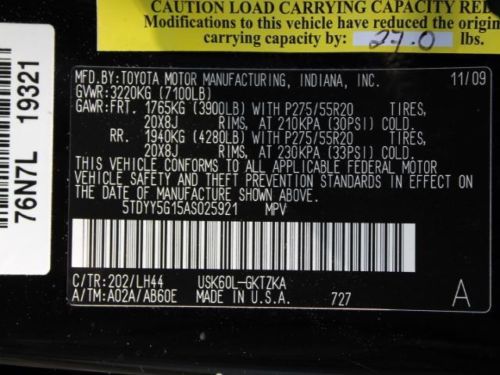 CAUTION LOAD CARRYING CAPACITY RED
Modifications to this vehicle have reduced the origin
carrying capacity by: 27.0 lbs.
76N7L 19321
MFD.BY:TOYOTA MOTOR MANUFACTURING, INDIANA, INC. 11/09
GVWR:3220KG (7100LB)
GAWR:FRT. 1765KG (3900LB) WITH P275/55R20 TIRES,
20X8J RIMS, AT 210KPA (30PSI) COLD.
RR. 1940KG (4280LB) WITH P275/55R20 TIRES,
20X8J RIMS, AT 230KPA (33PSI) COLD.
THIS VEHICLE CONFORMS TO ALL APPLICABLE FEDERAL MOTOR
VEHICLE SAFETY STANDARDS IN EFFECT ON
THE DATE OF MANUFACTURE SHOWN ABOVE.
5TDYY5G15AS025921 MPV
C/TR:202/LH44 USK60L-GKTZKA
A/TM:A02A/AB60E MADE IN U.S.A. 727 A